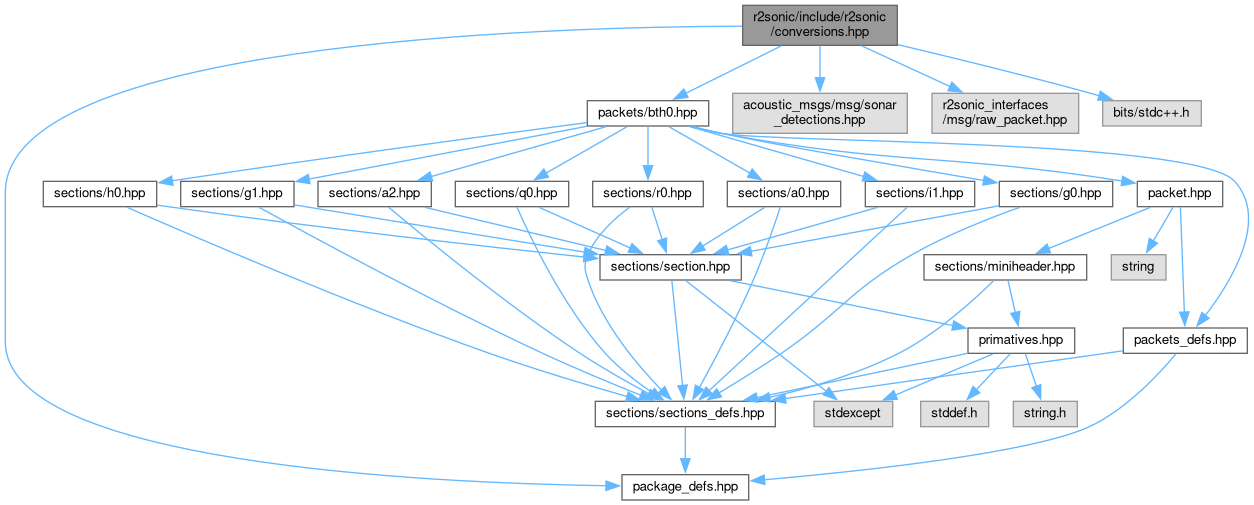 r2sonic/include/r2sonic
/conversions.hpp
packets/bth0.hpp
acoustic_msgs/msg/sonar
_detections.hpp
r2sonic_interfaces
/msg/raw_packet.hpp
bits/stdc++.h
sections/h0.hpp
sections/g1.hpp
sections/a2.hpp
sections/q0.hpp
sections/r0.hpp
sections/a0.hpp
sections/i1.hpp
sections/g0.hpp
packet.hpp
sections/section.hpp
sections/miniheader.hpp
string
primatives.hpp
packets_defs.hpp
sections/sections_defs.hpp
stdexcept
stddef.h
string.h
package_defs.hpp